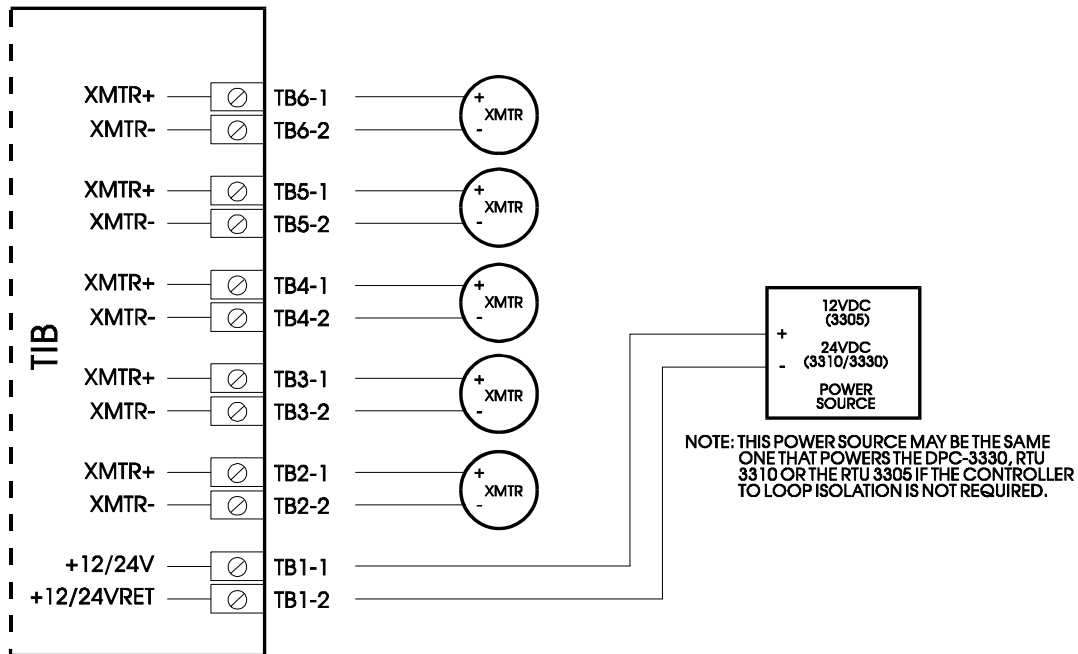 TIB
XMTR+ TB6-1 + XMTR
XMTR- TB6-2 -
XMTR+ TB5-1 + XMTR
XMTR- TB5-2 -
XMTR+ TB4-1 + XMTR
XMTR- TB4-2 -
XMTR+ TB3-1 + XMTR
XMTR- TB3-2 -
XMTR+ TB2-1 + XMTR
XMTR- TB2-2 -
+12/24V TB1-1
+12/24VRET TB1-2
12VDC
(3305)
+
24VDC
- (3310/3330)
POWER
SOURCE
NOTE: THIS POWER SOURCE MAY BE THE SAME
ONE THAT POWERS THE DPC-3330, RTU
3310 OR THE RTU 3305 IF THE CONTROLLER
TO LOOP ISOLATION IS NOT REQUIRED.